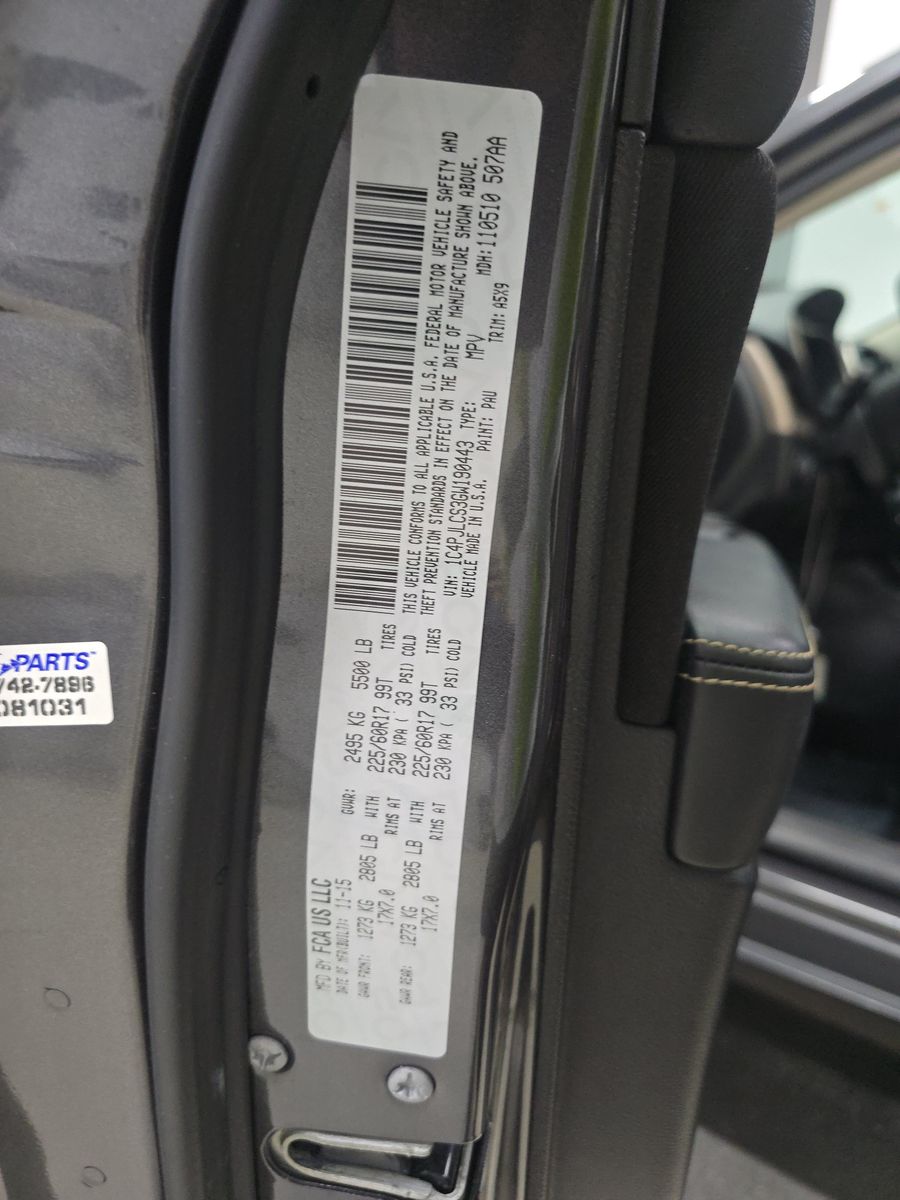 MFD BY FCA US LLC
DATE OF MFR(BUILT): 11-15 GVWR: 2495 KG 5500 LB
GAWR FRONT: 1273 KG 2805 LB WITH 225/60R17 99T TIRES
17X7.0 RIMS AT 230 KPA ( 33 PSI) COLD
GAWR REAR: 1273 KG 2805 LB WITH 225/60R17 99T TIRES
17X7.0 RIMS AT 230 KPA ( 33 PSI) COLD
THIS VEHICLE CONFORMS TO ALL APPLICABLE U.S.A. FEDERAL MOTOR VEHICLE SAFETY AND
THEFT PREVENTION STANDARDS IN EFFECT ON THE DATE OF MANUFACTURE SHOWN ABOVE.
VIN: 1C4PJLCS3GW190443 TYPE: MPV MDH:110510 507AA
VEHICLE MADE IN U.S.A. PAINT: PAU TRIM: A5X9
PARTS
742-7896
081031